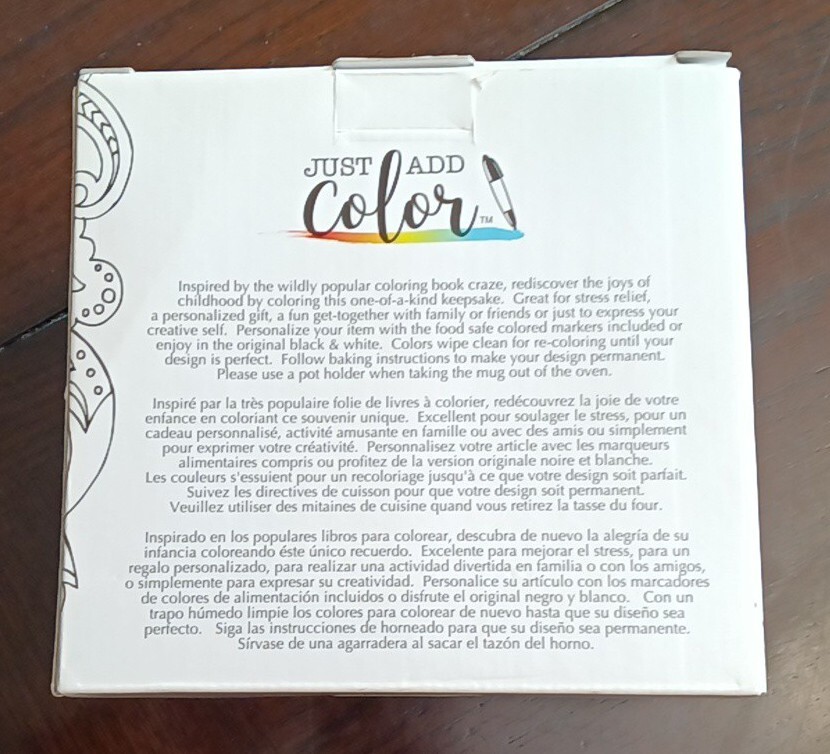 JUST ADD
Color™
Inspired by the wildly popular coloring book craze, rediscover the joys of
childhood by coloring this one-of-a-kind keepsake. Great for stress relief,
a personalized gift, a fun get-together with family or friends or just to express your
creative self. Personalize your item with the food safe colored markers included or
enjoy in the original black & white. Colors wipe clean for re-coloring until your
design is perfect. Follow baking instructions to make your design permanent.
Please use a pot holder when taking the mug out of the oven.
Inspiré par la très populaire folie de livres à colorier, redécouvrez la joie de votre
enfance en coloriant ce souvenir unique. Excellent pour soulager le stress, pour un
cadeau personnalisé, activité amusante en famille ou avec des amis ou simplement
pour exprimer votre créativité. Personnalisez votre article avec les marqueurs
alimentaires compris ou profitez de la version originale noire et blanche.
Les couleurs s'essuient pour un recoloriage jusqu'à ce que votre design soit parfait.
Suivez les directives de cuisson pour que votre design soit permanent.
Veuillez utiliser des mitaines de cuisine quand vous retirez la tasse du four.
Inspirado en los populares libros para colorear, descubra de nuevo la alegría de su
infancia coloreando éste único recuerdo. Excelente para mejorar el stress, para un
regalo personalizado, para realizar una actividad divertida en familia o con los amigos,
o simplemente para expresar su creatividad. Personalice su artículo con los marcadores
de colores de alimentación incluidos o disfrute el original negro y blanco. Con un
trapo húmedo limpie los colores para colorear de nuevo hasta que su diseño sea
perfecto. Siga las instrucciones de horneado para que su diseño sea permanente.
Sírvase de una agarradera al sacar el tazón del horno.